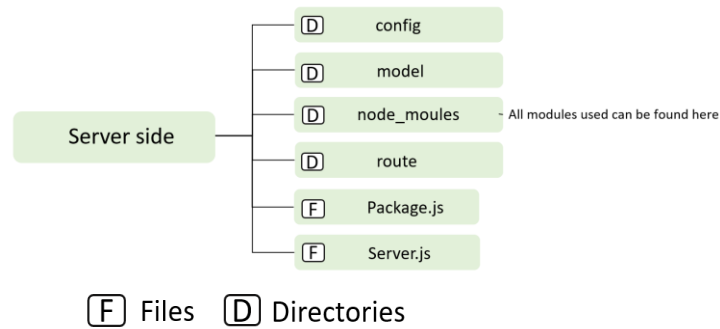 D config
D model
D node_moules - All modules used can be found here
Server side
D route
F Package.js
F Server.js
F Files D Directories